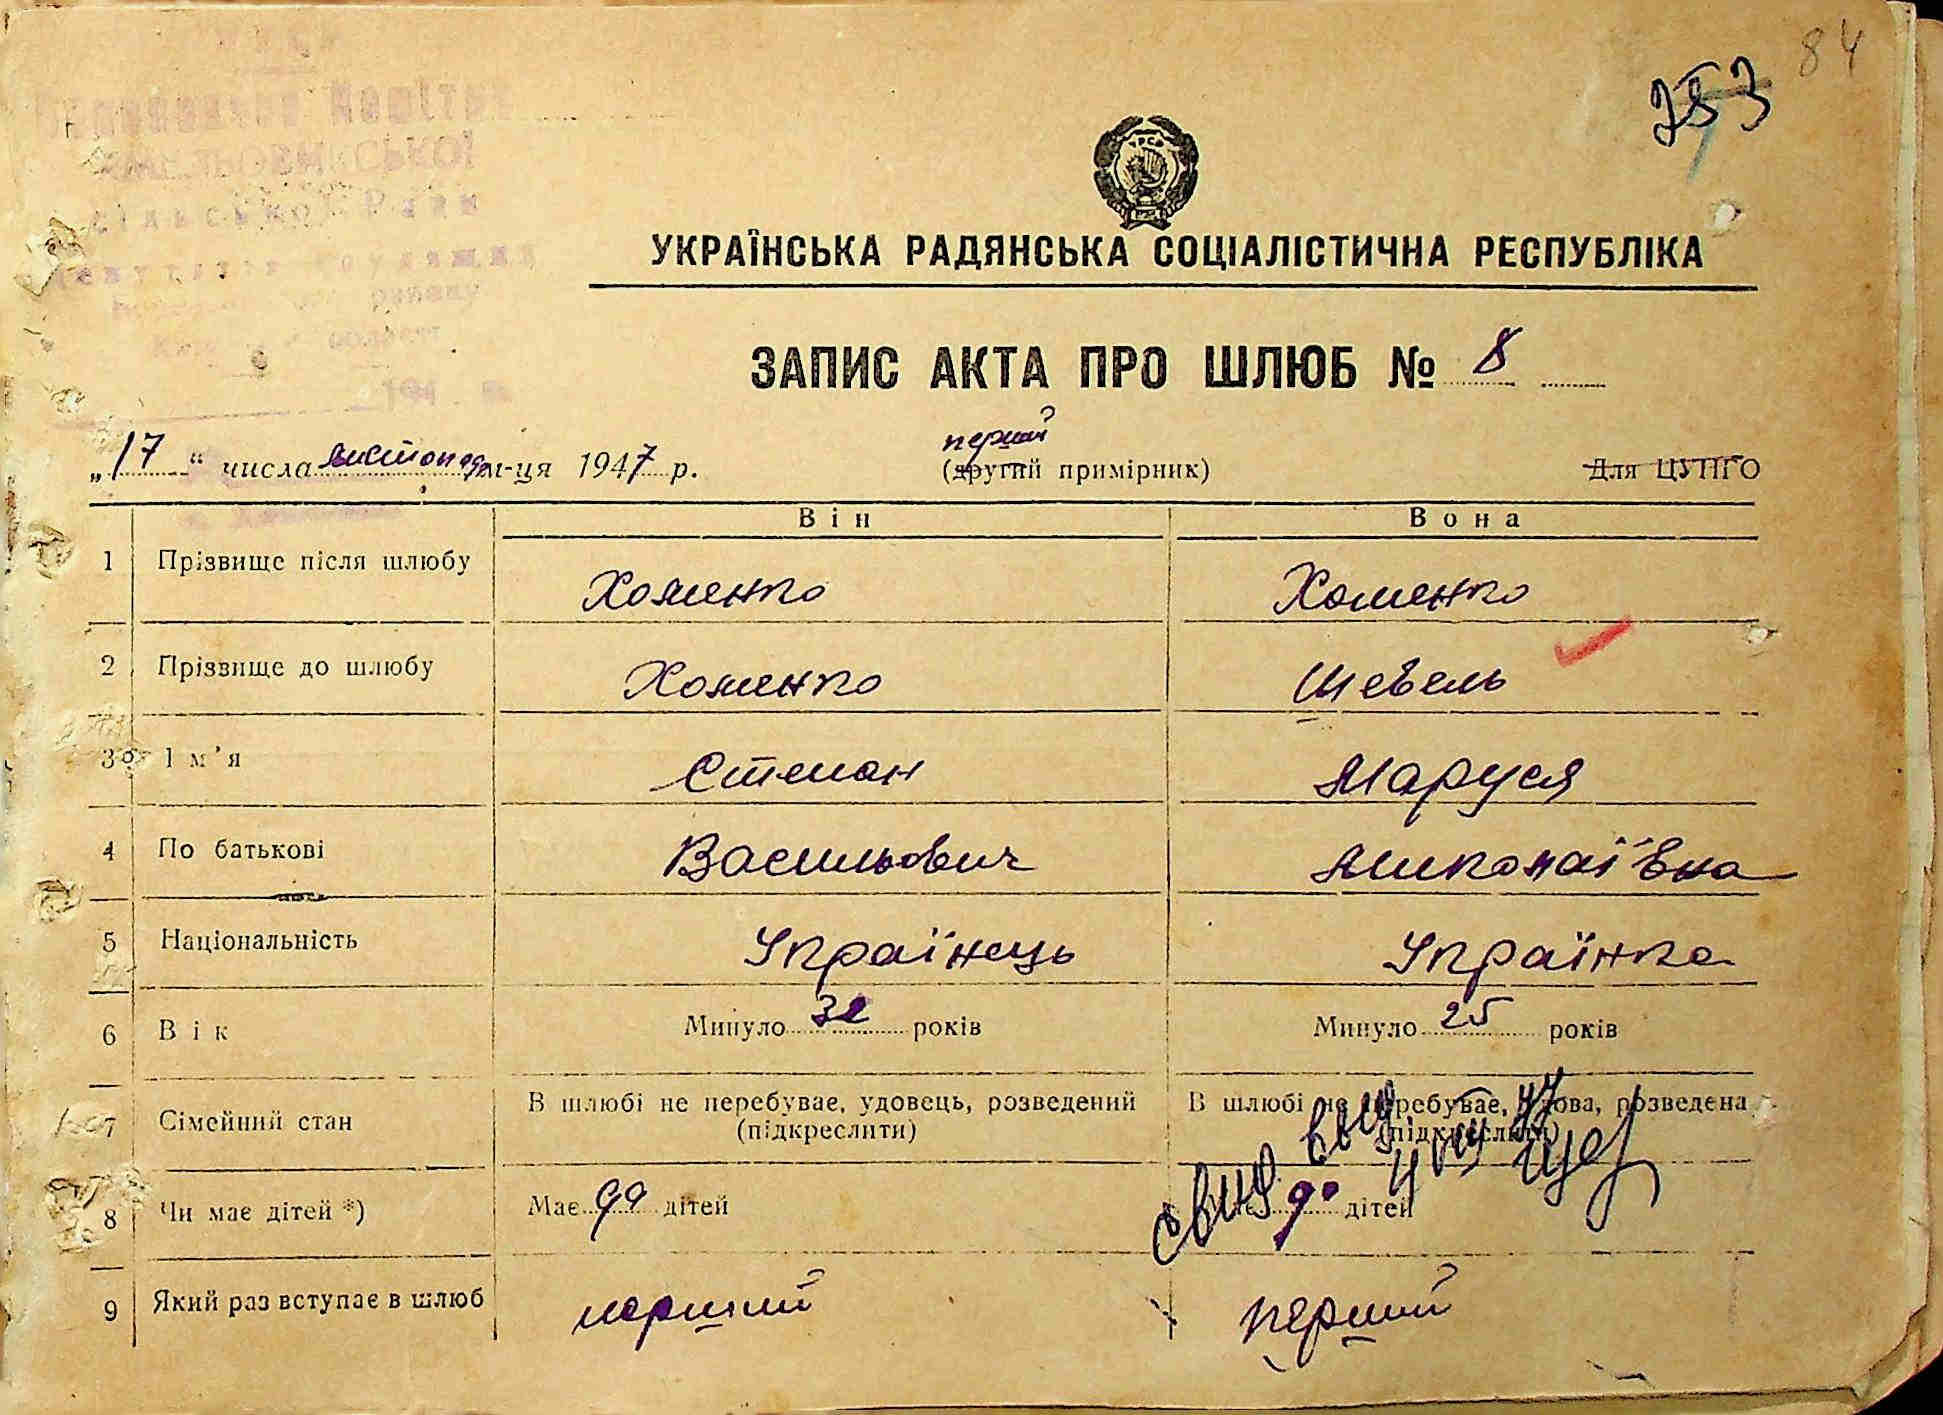 84
253
УКРАЇНСЬКА РАДЯНСЬКА СОЦІАЛІСТИЧНА РЕСПУБЛІКА
ЗАПИС АКТА ПРО ШЛЮБ № 8
„17“ числа листопад м-ця 1947 р.
перший
(другий примірник)
Для ЦУПГО
Він Вона
1 Прізвище після шлюбу Хоменко Хоменко
2 Прізвище до шлюбу Хоменко Шевель
3 Ім’я Степан Маруся
4 По батькові Васильович Миколаївна
5 Національність Українець Українка
6 Вік Минуло 32 років Минуло 25 років
7 Сімейний стан В шлюбі не перебуває, удовець, розведений В шлюбі не перебуває, удова, розведена
(підкреслити) (підкреслити)
8 Чи має дітей *) Має дітей дітей
9 Який раз вступає в шлюб перший перший